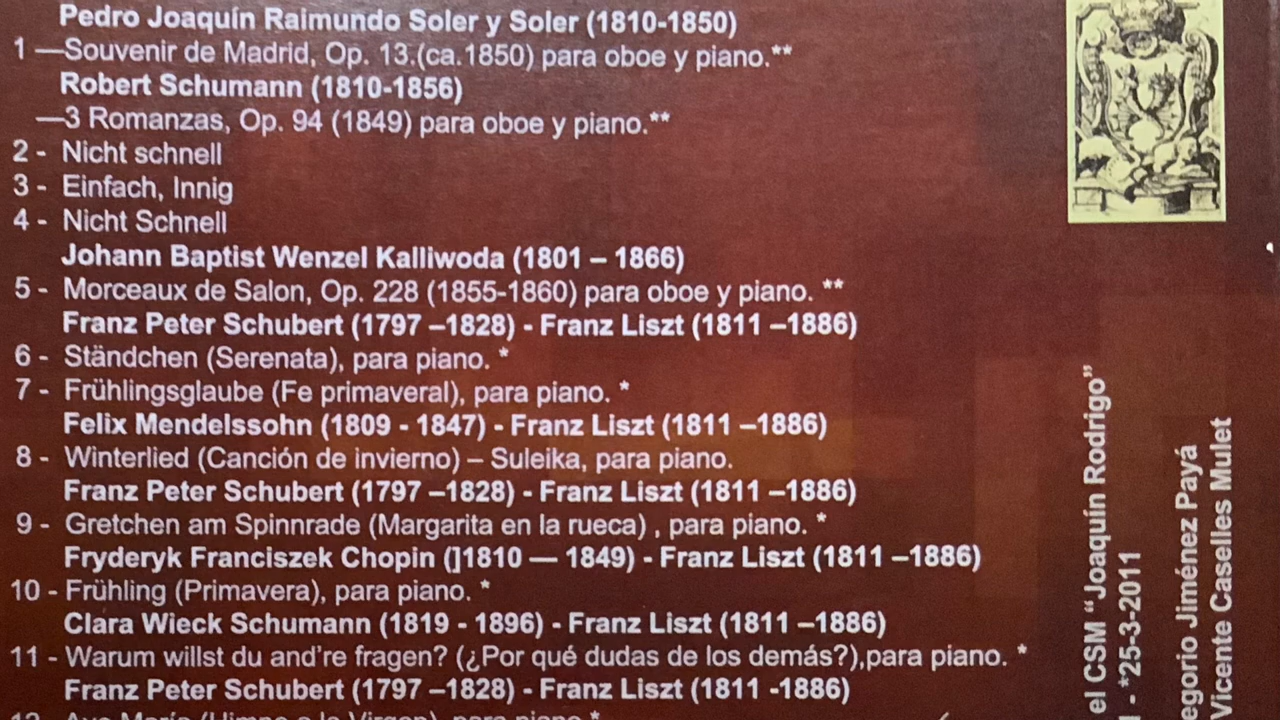 Pedro Joaquín Raimundo Soler y Soler (1810-1850)
1 —Souvenir de Madrid, Op. 13.(ca.1850) para oboe y piano.**
Robert Schumann (1810-1856)
—3 Romanzas, Op. 94 (1849) para oboe y piano.**
2 - Nicht schnell
3 - Einfach, Innig
4 - Nicht Schnell
Johann Baptist Wenzel Kalliwoda (1801 – 1866)
5 - Morceaux de Salon, Op. 228 (1855-1860) para oboe y piano. **
Franz Peter Schubert (1797 –1828) - Franz Liszt (1811 –1886)
6 - Ständchen (Serenata), para piano. *
7 - Frühlingsglaube (Fe primaveral), para piano. *
Felix Mendelssohn (1809 - 1847) - Franz Liszt (1811 –1886)
8 - Winterlied (Canción de invierno) – Suleika, para piano.
Franz Peter Schubert (1797 –1828) - Franz Liszt (1811 –1886)
9 - Gretchen am Spinnrade (Margarita en la rueca) , para piano. *
Fryderyk Franciszek Chopin (]1810 — 1849) - Franz Liszt (1811 –1886)
10 - Frühling (Primavera), para piano. *
Clara Wieck Schumann (1819 - 1896) - Franz Liszt (1811 –1886)
11 - Warum willst du and're fragen? (¿Por qué dudas de los demás?),para piano. *
Franz Peter Schubert (1797 –1828) - Franz Liszt (1811 -1886)
el CSM “Joaquín Rodrigo”
- *25-3-2011
egorio Jiménez Payá
Vicente Caselles Mulet